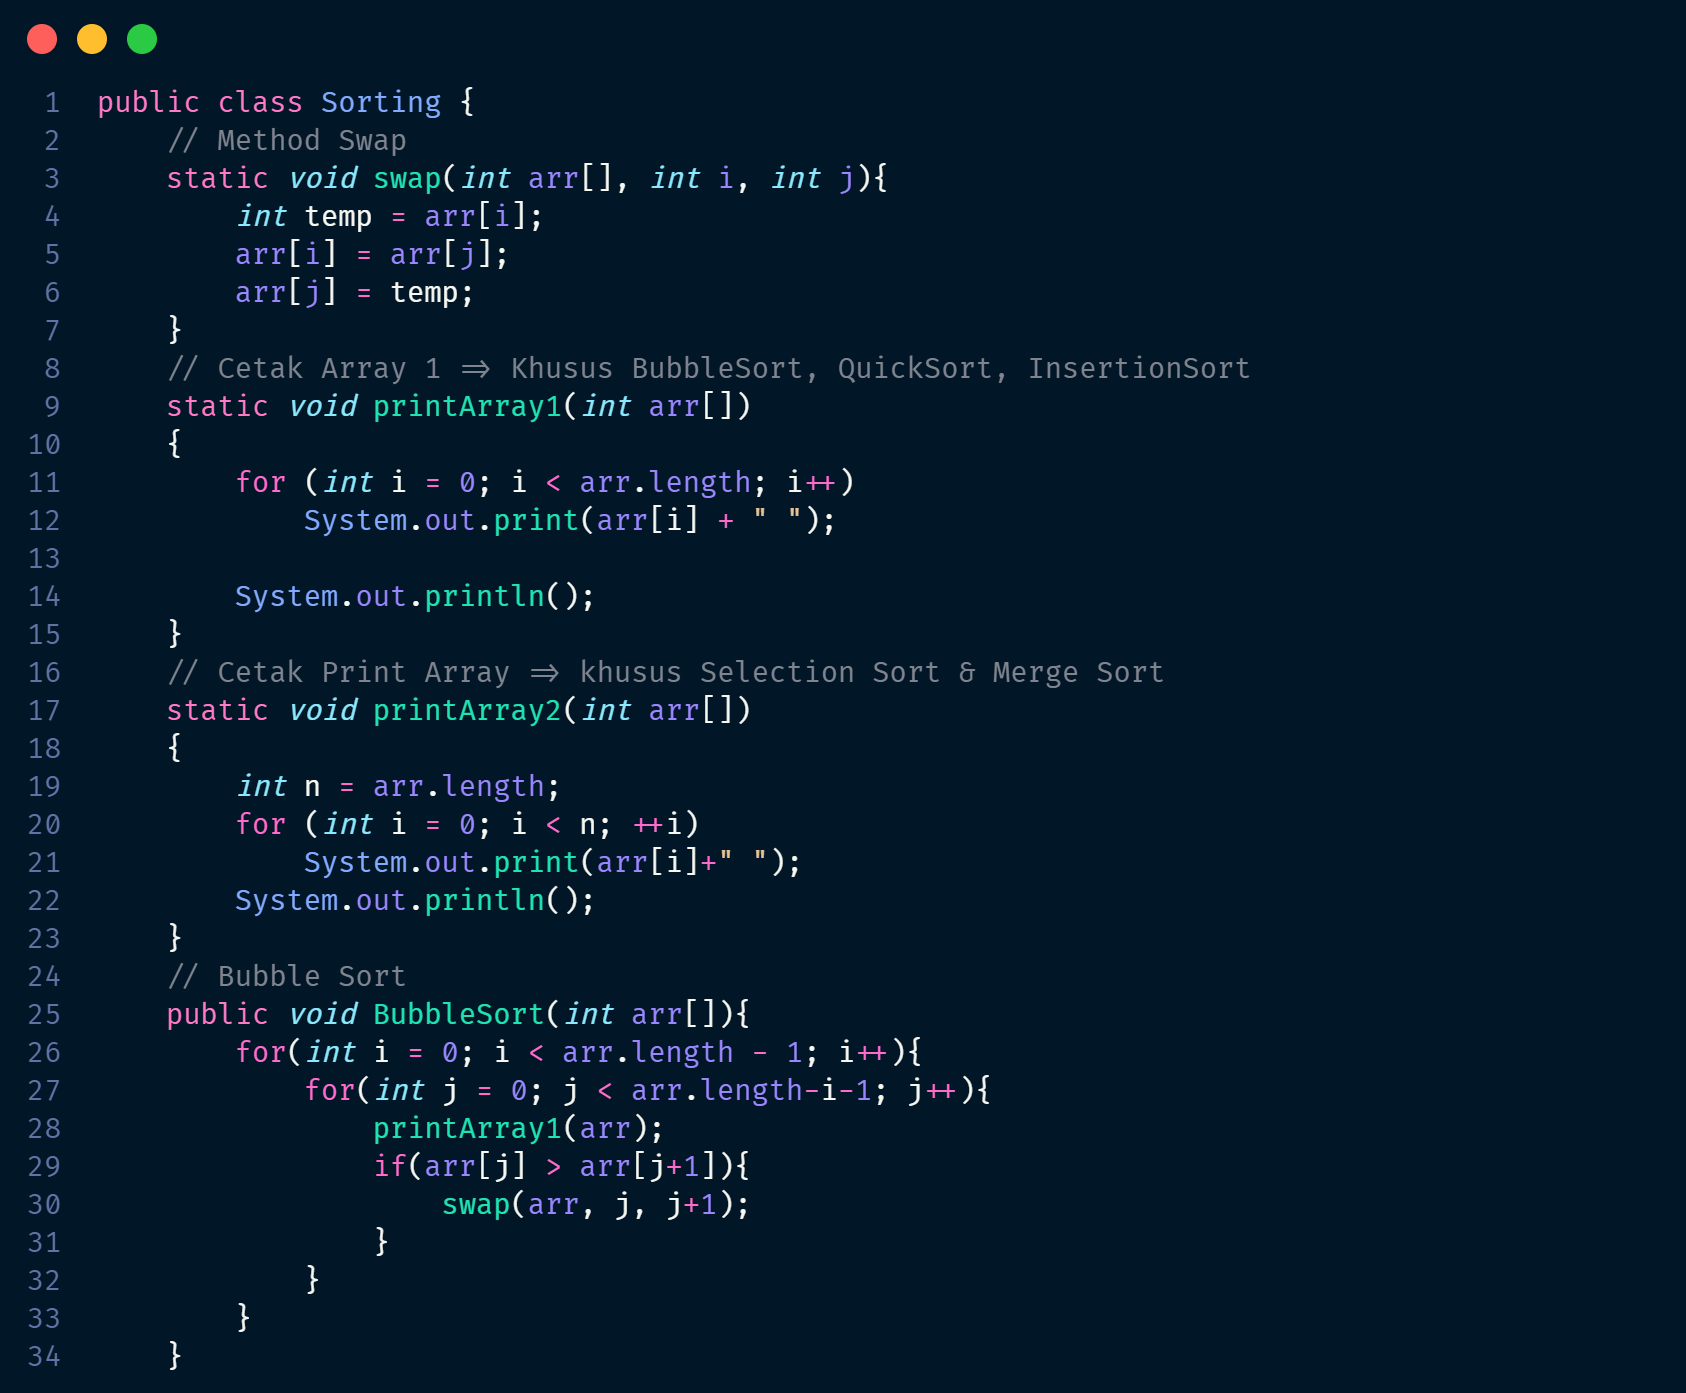 1 public class Sorting {
2     // Method Swap
3     static void swap(int arr[], int i, int j){
4         int temp = arr[i];
5         arr[i] = arr[j];
6         arr[j] = temp;
7     }
8     // Cetak Array 1 => Khusus BubbleSort, QuickSort, InsertionSort
9     static void printArray1(int arr[])
10     {
11         for (int i = 0; i < arr.length; i++)
12             System.out.print(arr[i] + " ");
13
14         System.out.println();
15     }
16     // Cetak Print Array => khusus Selection Sort & Merge Sort
17     static void printArray2(int arr[])
18     {
19         int n = arr.length;
20         for (int i = 0; i < n; ++i)
21             System.out.print(arr[i]+" ");
22         System.out.println();
23     }
24     // Bubble Sort
25     public void BubbleSort(int arr[]){
26         for(int i = 0; i < arr.length - 1; i++){
27             for(int j = 0; j < arr.length-i-1; j++){
28                 printArray1(arr);
29                 if(arr[j] > arr[j+1]){
30                     swap(arr, j, j+1);
31                 }
32             }
33         }
34     }